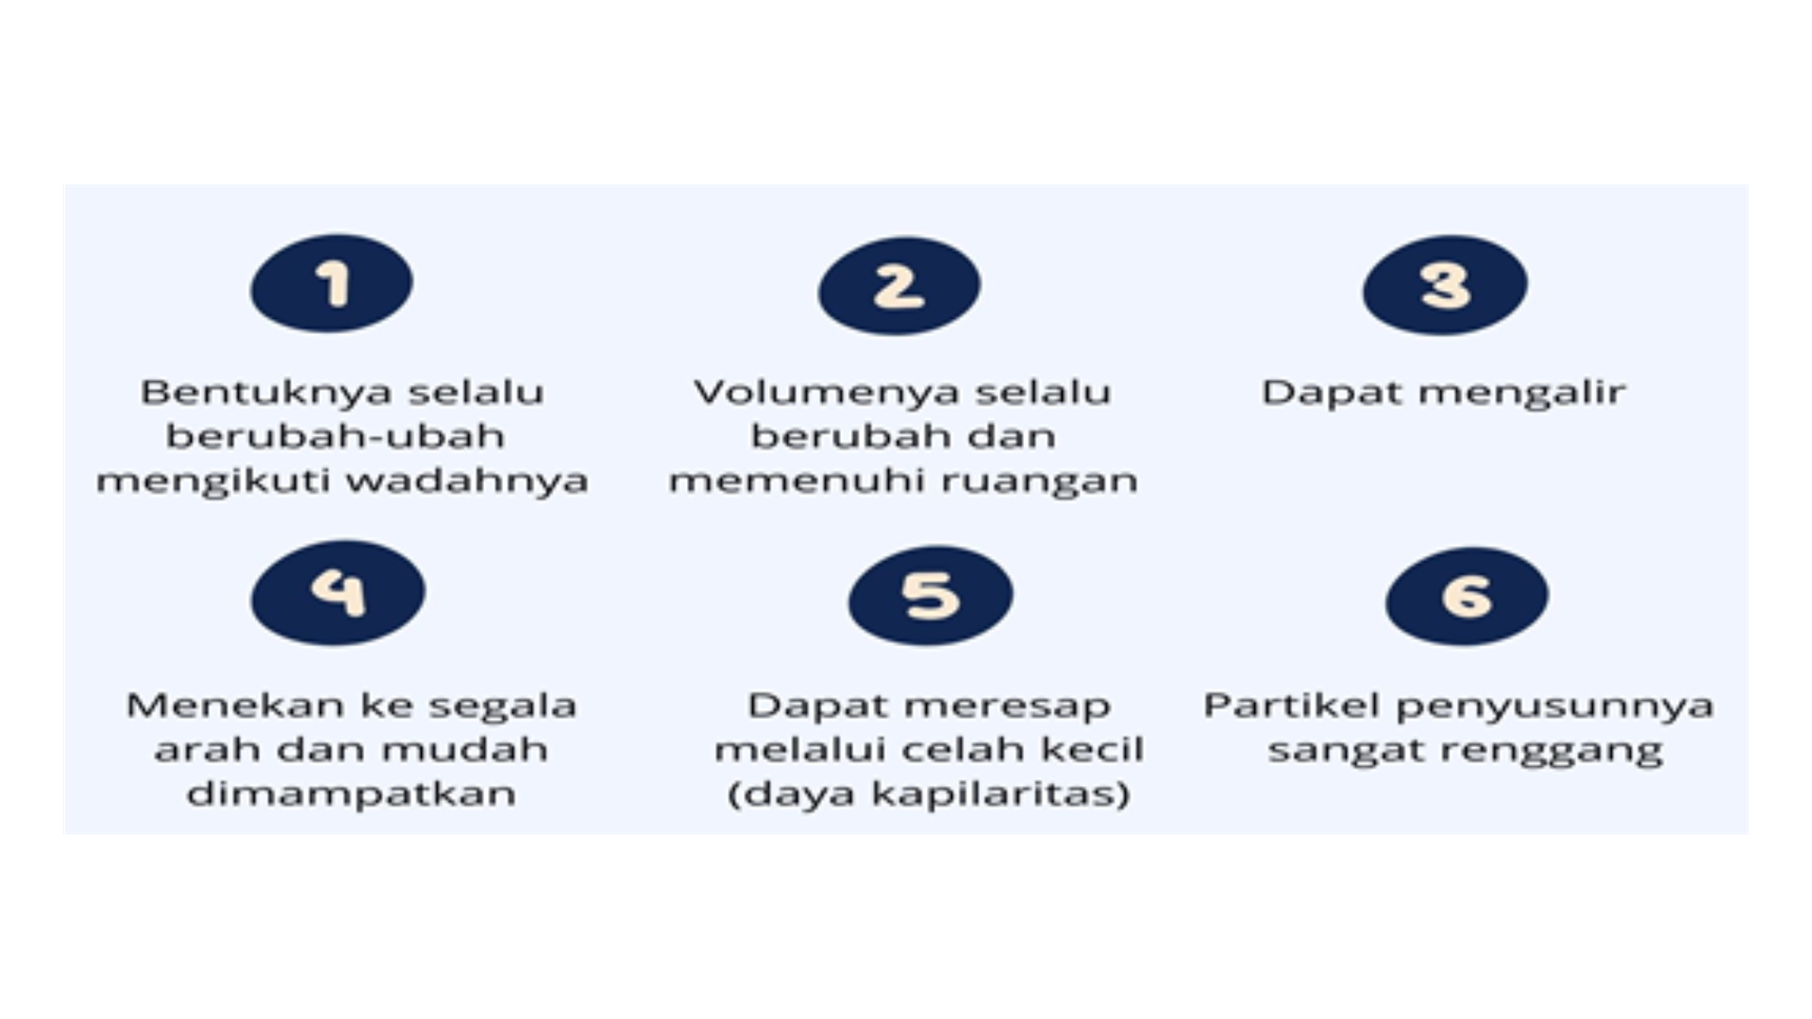 1
Bentuknya selalu
berubah-ubah
mengikuti wadahnya
2
Volumenya selalu
berubah dan
memenuhi ruangan
3
Dapat mengalir
4
Menekan ke segala
arah dan mudah
dimampatkan
5
Dapat meresap
melalui celah kecil
(daya kapilaritas)
6
Partikel penyusunnya
sangat renggang